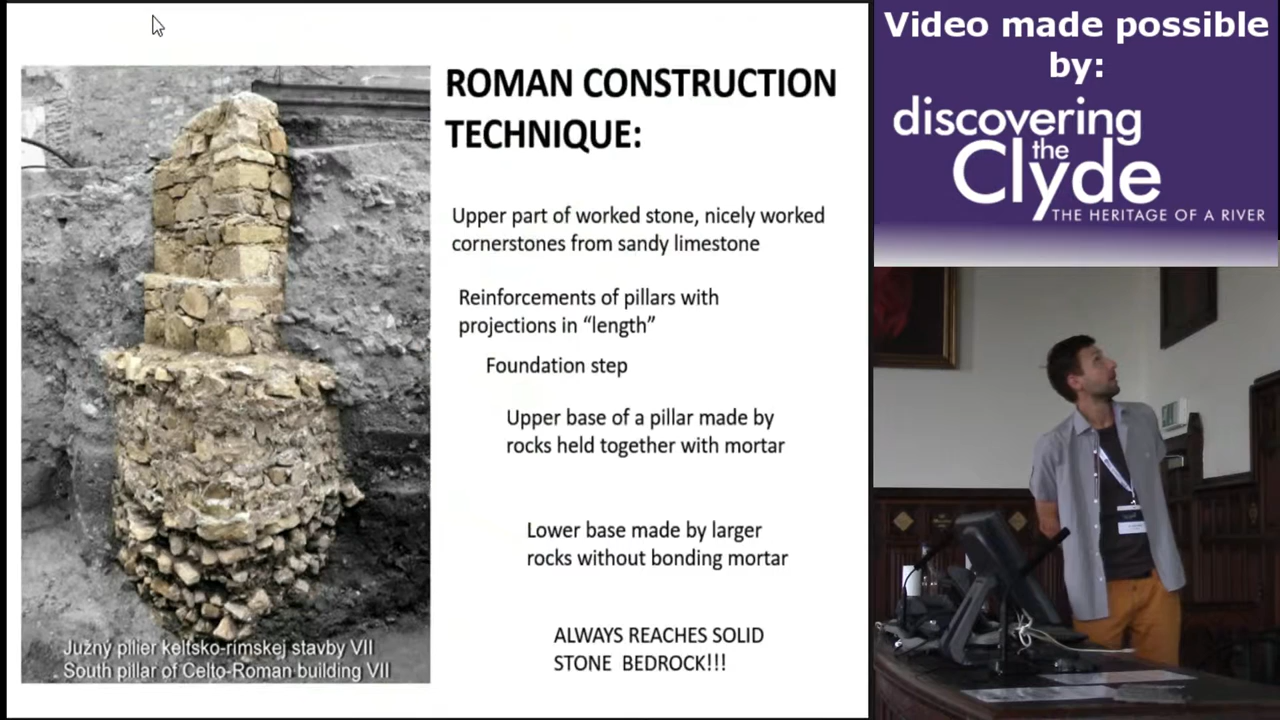 ROMAN CONSTRUCTION
TECHNIQUE:
Upper part of worked stone, nicely worked
cornerstones from sandy limestone
Reinforcements of pillars with
projections in “length”
Foundation step
Upper base of a pillar made by
rocks held together with mortar
Lower base made by larger
rocks without bonding mortar
ALWAYS REACHES SOLID
STONE BEDROCK!!!
Južný pilier keltsko-rímskej stavby VII
South pillar of Celto-Roman building VII
Video made possible
by:
discovering
the
Clyde
THE HERITAGE OF A RIVER